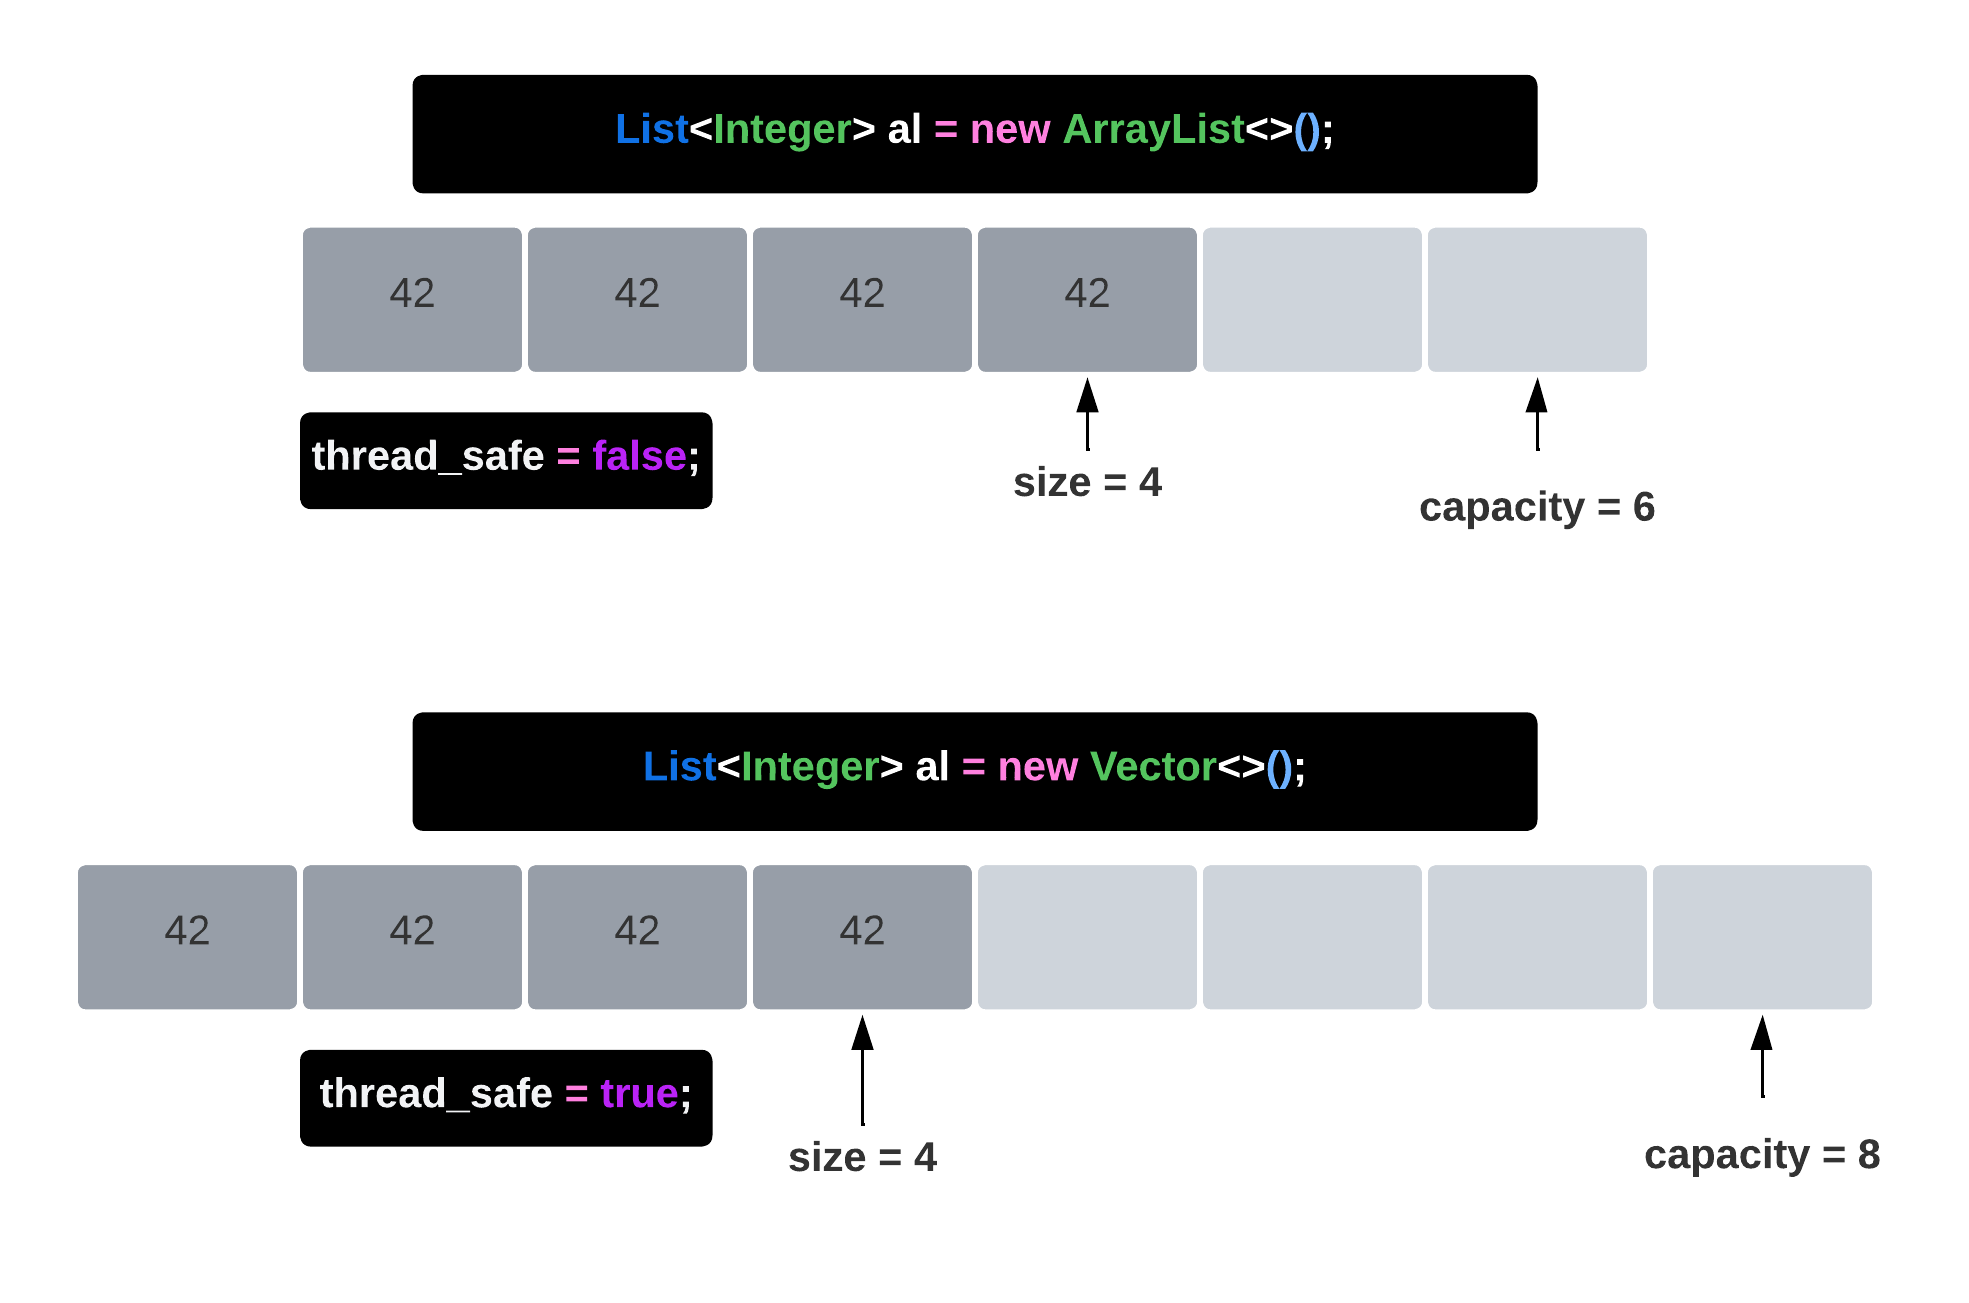 List<Integer> al = new ArrayList<>();
42 42 42 42
thread_safe = false;
size = 4
capacity = 6
List<Integer> al = new Vector<>();
42 42 42 42
thread_safe = true;
size = 4
capacity = 8